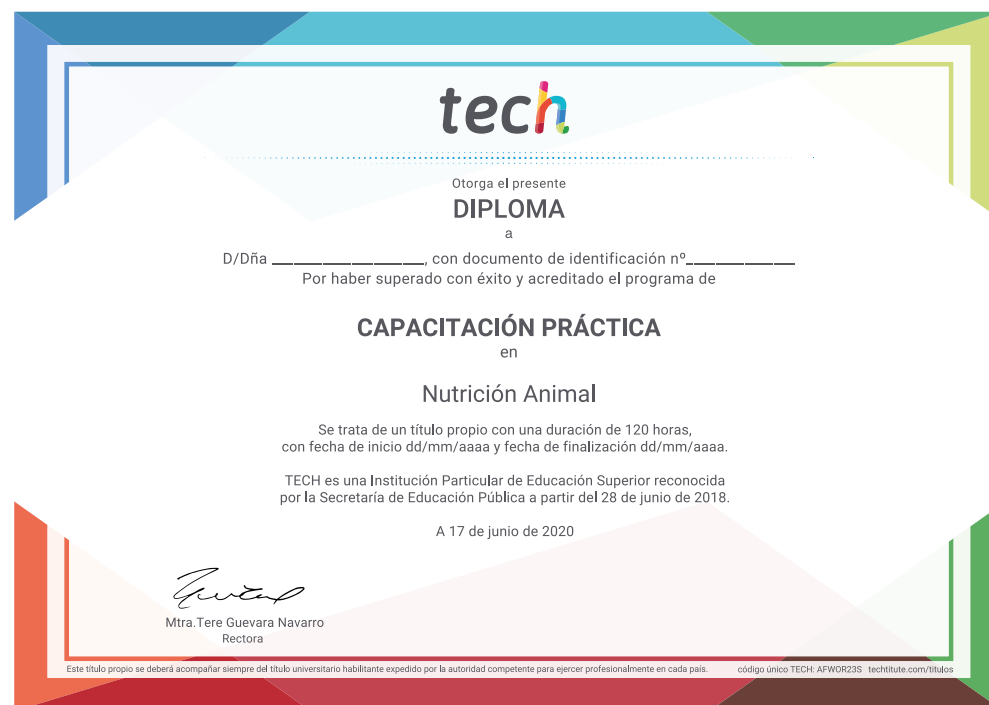 tech
Otorga el presente
DIPLOMA
a
D/Dña __________________, con documento de identificación nº_____________
Por haber superado con éxito y acreditado el programa de
CAPACITACIÓN PRÁCTICA
en
Nutrición Animal
Se trata de un título propio con una duración de 120 horas,
con fecha de inicio dd/mm/aaaa y fecha de finalización dd/mm/aaaa.
TECH es una Institución Particular de Educación Superior reconocida
por la Secretaría de Educación Pública a partir del 28 de junio de 2018.
A 17 de junio de 2020
Mtra.Tere Guevara Navarro
Rectora
Este título propio se deberá acompañar siempre del título universitario habilitante expedido por la autoridad competente para ejercer profesionalmente en cada país. código único TECH: AFWOR23S techtitute.com/titulos